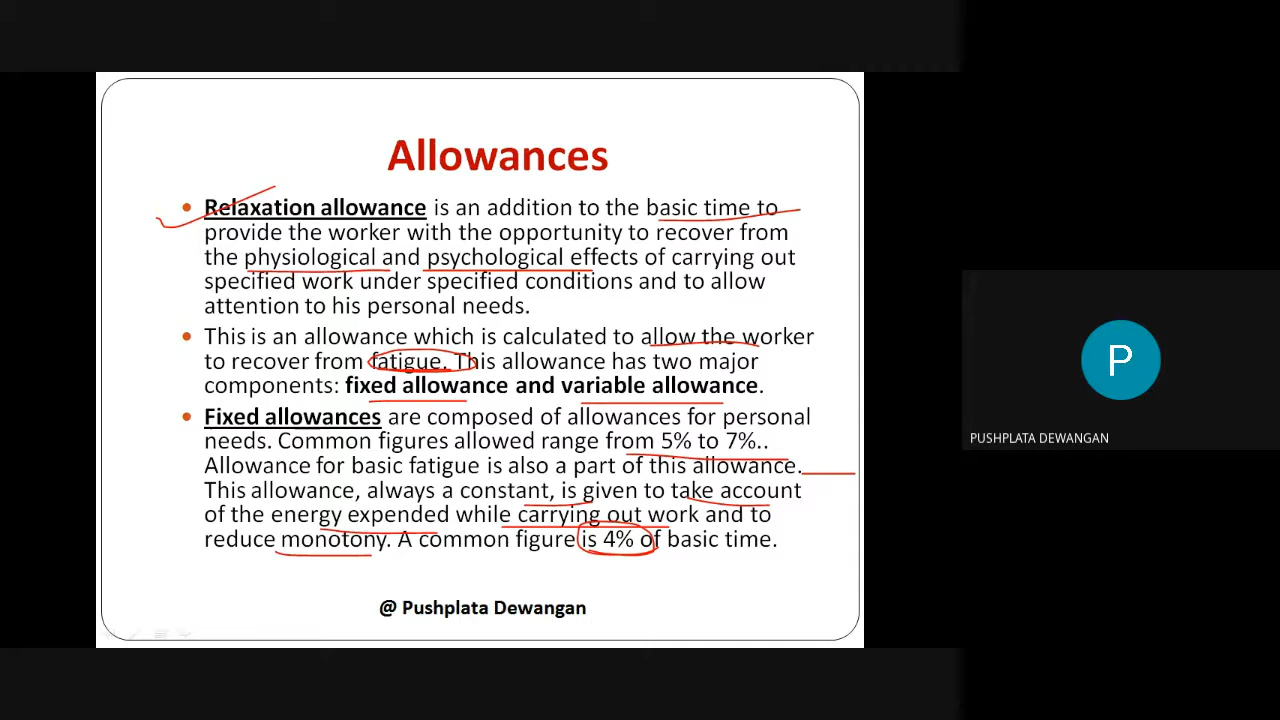 Allowances
• Relaxation allowance is an addition to the basic time to
provide the worker with the opportunity to recover from
the physiological and psychological effects of carrying out
specified work under specified conditions and to allow
attention to his personal needs.
• This is an allowance which is calculated to allow the worker
to recover from fatigue. This allowance has two major
components: fixed allowance and variable allowance.
• Fixed allowances are composed of allowances for personal
needs. Common figures allowed range from 5% to 7%..
Allowance for basic fatigue is also a part of this allowance.
This allowance, always a constant, is given to take account
of the energy expended while carrying out work and to
reduce monotony. A common figure is 4% of basic time.
@ Pushplata Dewangan
P
PUSHPLATA DEWANGAN